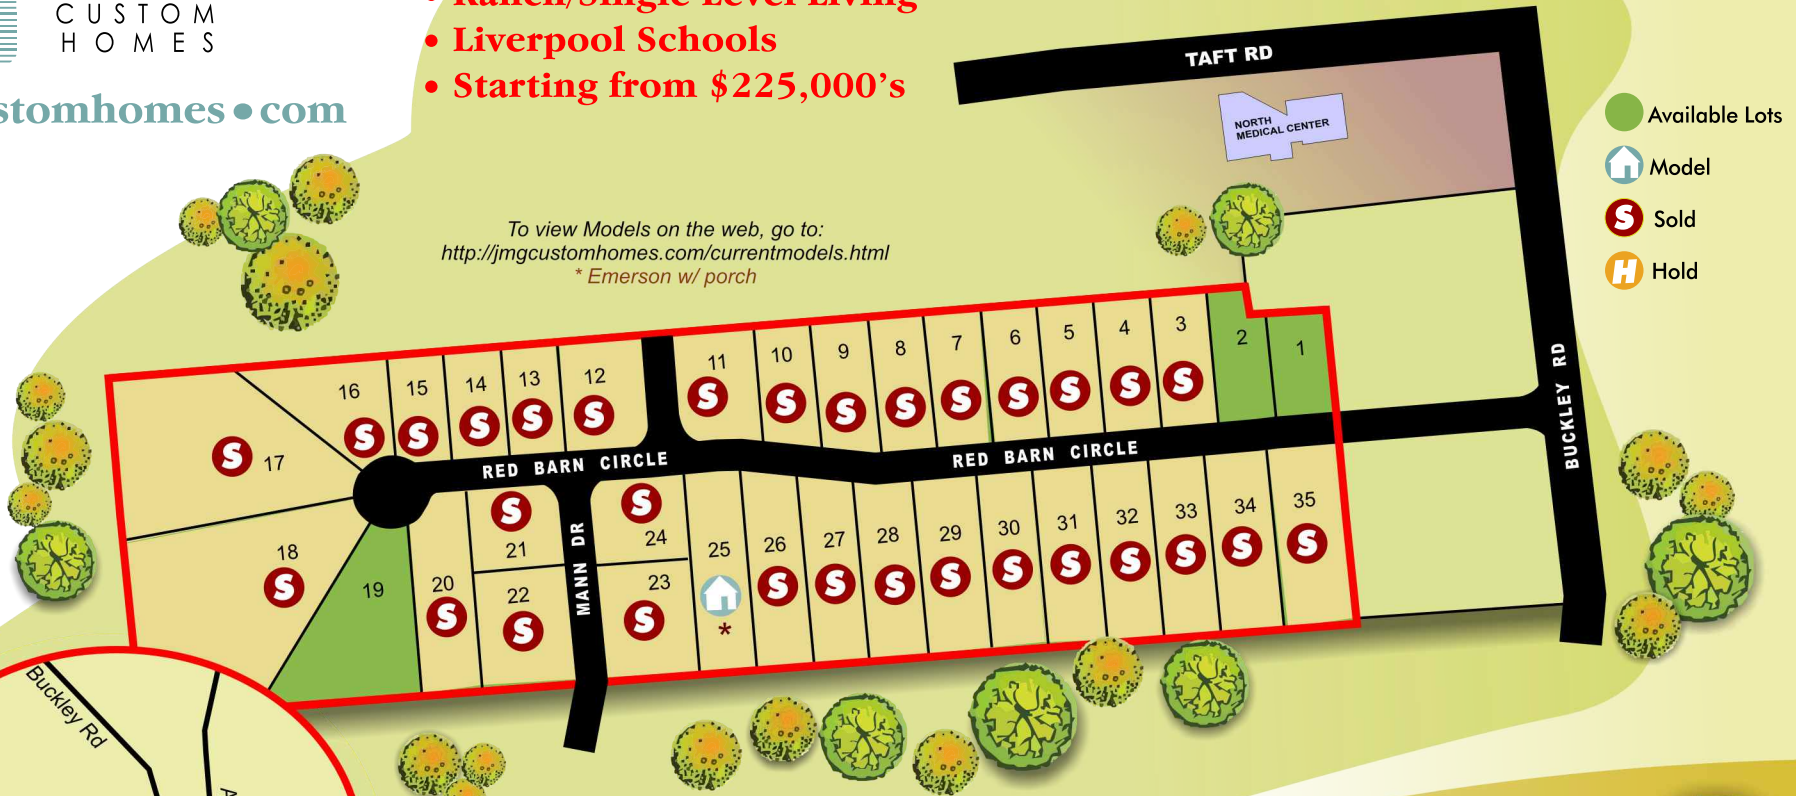 CUSTOM
HOMES
stomhomes•com
• Ranch/Single Level Living
• Liverpool Schools
• Starting from $225,000's
To view Models on the web, go to:
http://jmgcustomhomes.com/currentmodels.html
* Emerson w/ porch
TAFT RD
NORTH
MEDICAL CENTER
BUCKLEY RD
Available Lots
Model
S Sold
H Hold
16 S
15 S
14 S
13 S
12 S
11 S
10 S
9 S
8 S
7 S
6 S
5 S
4 S
3 S
2
1
17 S
RED BARN CIRCLE
RED BARN CIRCLE
MANN DR
18 S
19
20 S
21 S
22 S
23 S
24 S
25
*
26 S
27 S
28 S
29 S
30 S
31 S
32 S
33 S
34 S
35 S
Buckley Rd
A